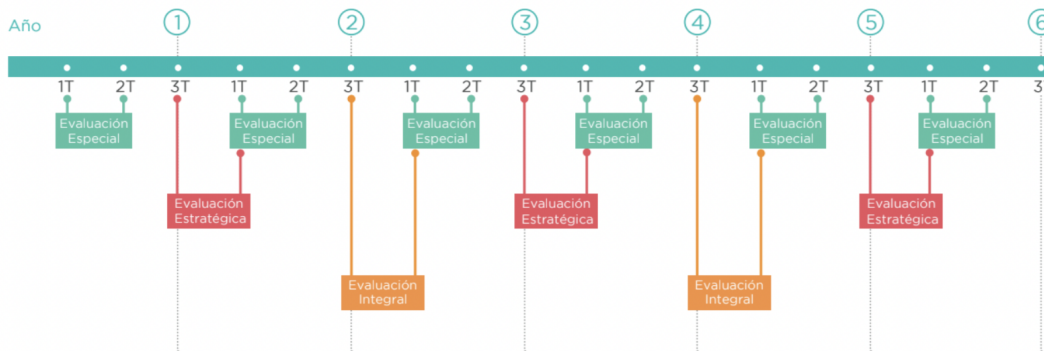 Año
1
2
3
4
5
6
1T 2T 3T 1T 2T 3T 1T 2T 3T 1T 2T 3T 1T 2T 3T 1T 2T 3
Evaluación
Especial
Evaluación
Especial
Evaluación
Especial
Evaluación
Especial
Evaluación
Especial
Evaluación
Especial
Evaluación
Estratégica
Evaluación
Estratégica
Evaluación
Estratégica
Evaluación
Integral
Evaluación
Integral